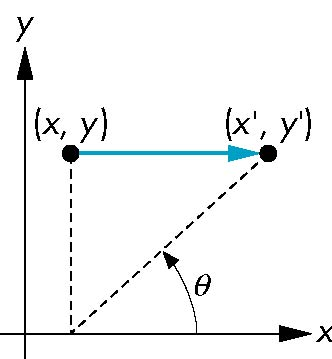 y
(x, y) (x', y')
θ
x